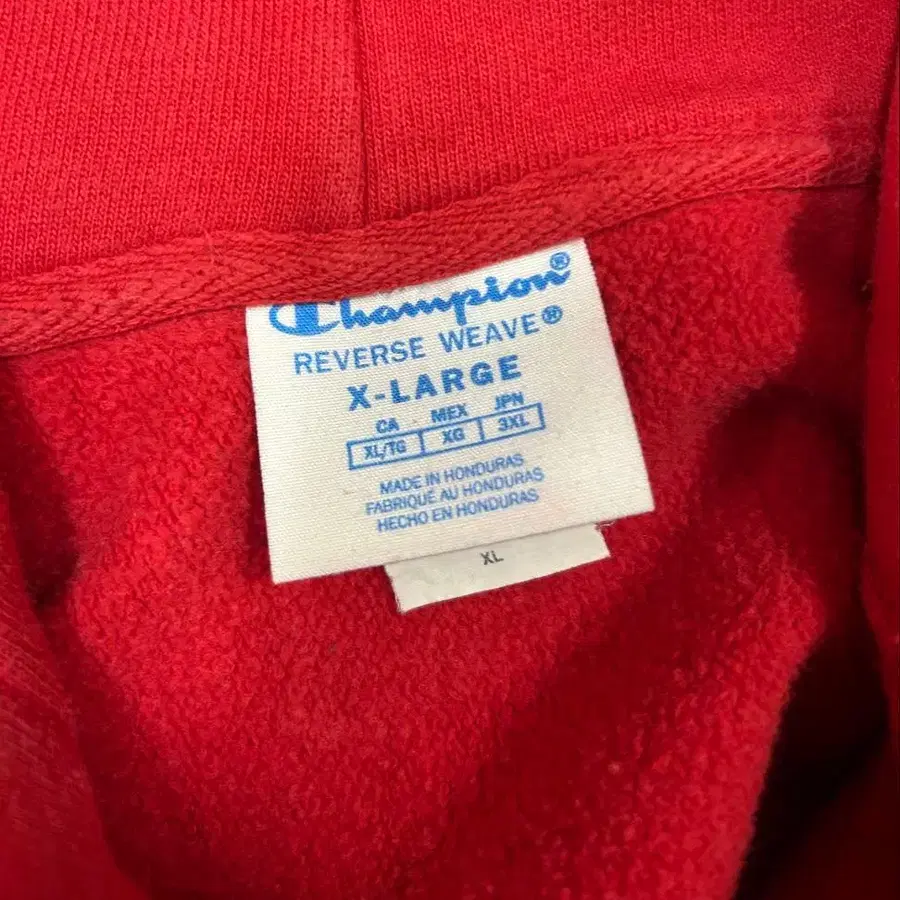 Champion®
REVERSE WEAVE®
X-LARGE
CA MEX JPN
XL/TG XG 3XL
MADE IN HONDURAS
FABRIQUÉ AU HONDURAS
HECHO EN HONDURAS
XL